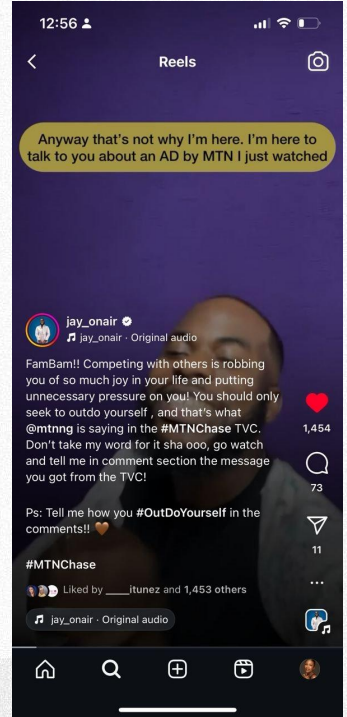 12:56
Reels
Anyway that's not why I'm here. I'm here to
talk to you about an AD by MTN I just watched
jay_onair
jay_onair · Original audio
FamBam!! Competing with others is robbing
you of so much joy in your life and putting
unnecessary pressure on you! You should only
seek to outdo yourself , and that's what
@mtnng is saying in the #MTNChase TVC.
Don't take my word for it sha ooo, go watch
and tell me in comment section the message
you got from the TVC!
Ps: Tell me how you #OutDoYourself in the
comments!! 🧡
#MTNChase
1,454
73
11
Liked by ____itunez and 1,453 others
jay_onair · Original audio